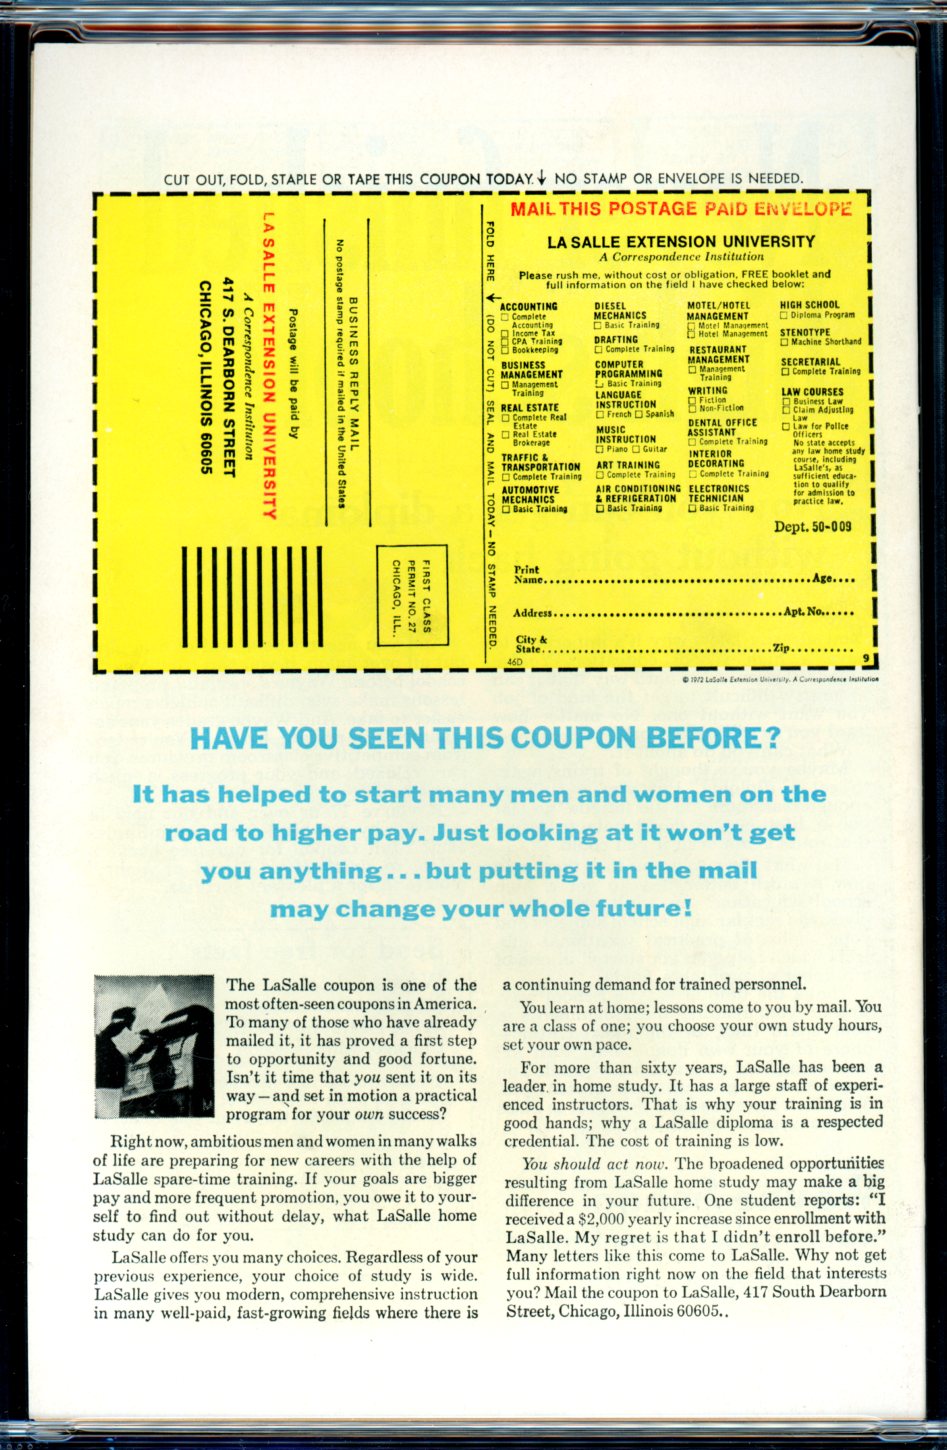 CUT OUT, FOLD, STAPLE OR TAPE THIS COUPON TODAY. ↓ NO STAMP OR ENVELOPE IS NEEDED.
LA SALLE EXTENSION UNIVERSITY
A Correspondence Institution
417 S. DEARBORN STREET
CHICAGO, ILLINOIS 60605
Postage will be paid by
BUSINESS REPLY MAIL
No postage stamp required if mailed in the United States
FIRST CLASS
PERMIT NO. 27
CHICAGO, ILL..
FOLD HERE ↓ (DO NOT CUT) SEAL AND MAIL TODAY — NO STAMP NEEDED.
MAIL THIS POSTAGE PAID ENVELOPE
LA SALLE EXTENSION UNIVERSITY
A Correspondence Institution
Please rush me, without cost or obligation, FREE booklet and
full information on the field I have checked below:
ACCOUNTING
☐ Complete
Accounting
☐ Income Tax
☐ CPA Training
☐ Bookkeeping
BUSINESS
MANAGEMENT
☐ Management
Training
REAL ESTATE
☐ Complete Real
Estate
☐ Real Estate
Brokerage
TRAFFIC &
TRANSPORTATION
☐ Complete Training
AUTOMOTIVE
MECHANICS
☐ Basic Training
DIESEL
MECHANICS
☐ Basic Training
DRAFTING
☐ Complete Training
COMPUTER
PROGRAMMING
☐ Basic Training
LANGUAGE
INSTRUCTION
☐ French ☐ Spanish
MUSIC
INSTRUCTION
☐ Piano ☐ Guitar
ART TRAINING
☐ Complete Training
AIR CONDITIONING
& REFRIGERATION
☐ Basic Training
MOTEL/HOTEL
MANAGEMENT
☐ Motel Management
☐ Hotel Management
RESTAURANT
MANAGEMENT
☐ Management
Training
WRITING
☐ Fiction
☐ Non-Fiction
DENTAL OFFICE
ASSISTANT
☐ Complete Training
INTERIOR
DECORATING
☐ Complete Training
ELECTRONICS
TECHNICIAN
☐ Basic Training
HIGH SCHOOL
☐ Diploma Program
STENOTYPE
☐ Machine Shorthand
SECRETARIAL
☐ Complete Training
LAW COURSES
☐ Business Law
☐ Claim Adjusting
Law
☐ Law for Police
Officers
No state accepts
any law home study
course, including
LaSalle's, as
sufficient educa-
tion to qualify
for admission to
practice law.
Dept. 50-009
Print
Name........ Age....
Address........ Apt. No......
City &
State........ Zip..........
46D
9
© 1972 LaSalle Extension University. A Correspondence Institution
HAVE YOU SEEN THIS COUPON BEFORE?
It has helped to start many men and women on the
road to higher pay. Just looking at it won't get
you anything...but putting it in the mail
may change your whole future!
The LaSalle coupon is one of the
most often-seen coupons in America.
To many of those who have already
mailed it, it has proved a first step
to opportunity and good fortune.
Isn't it time that you sent it on its
way — and set in motion a practical
program for your own success?
Right now, ambitious men and women in many walks
of life are preparing for new careers with the help of
LaSalle spare-time training. If your goals are bigger
pay and more frequent promotion, you owe it to your-
self to find out without delay, what LaSalle home
study can do for you.
LaSalle offers you many choices. Regardless of your
previous experience, your choice of study is wide.
LaSalle gives you modern, comprehensive instruction
in many well-paid, fast-growing fields where there is
a continuing demand for trained personnel.
You learn at home; lessons come to you by mail. You
are a class of one; you choose your own study hours,
set your own pace.
For more than sixty years, LaSalle has been a
leader in home study. It has a large staff of experi-
enced instructors. That is why your training is in
good hands; why a LaSalle diploma is a respected
credential. The cost of training is low.
You should act now. The broadened opportunities
resulting from LaSalle home study may make a big
difference in your future. One student reports: "I
received a $2,000 yearly increase since enrollment with
LaSalle. My regret is that I didn't enroll before."
Many letters like this come to LaSalle. Why not get
full information right now on the field that interests
you? Mail the coupon to LaSalle, 417 South Dearborn
Street, Chicago, Illinois 60605..